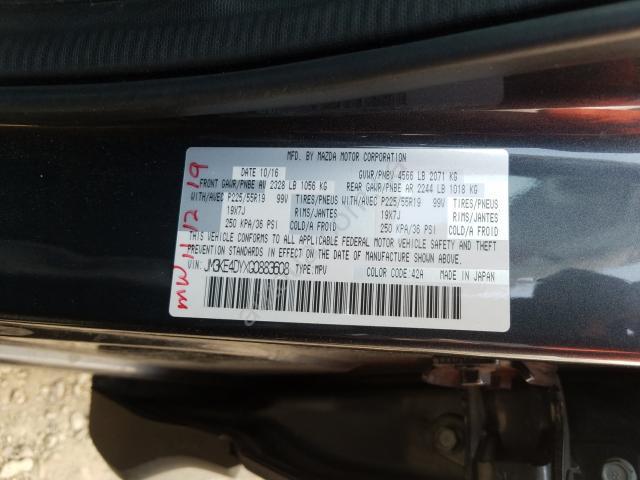 MFD. BY MAZDA MOTOR CORPORATION
DATE 10/16 GVWR/PNBV 4566 LB 2071 KG
FRONT GAWR/PNBE AV 2328 LB 1056 KG REAR GAWR/PNBE AR 2244 LB 1018 KG
WITH/AVEC P225/55R19 99V TIRES/PNEUS WITH/AVEC P225/55R19 99V TIRES/PNEUS
19X7J RIMS/JANTES 19X7J RIMS/JANTES
250 KPA/36 PSI COLD/A FROID 250 KPA/36 PSI COLD/A FROID
THIS VEHICLE CONFORMS TO ALL APPLICABLE FEDERAL MOTOR VEHICLE SAFETY AND THEFT
PREVENTION STANDARDS IN EFFECT ON THE DATE OF MANUFACTURE SHOWN ABOVE.
VIN: JM3KE4DYXG0883608 TYPE:MPV COLOR CODE:42A MADE IN JAPAN
MW 11 12 19